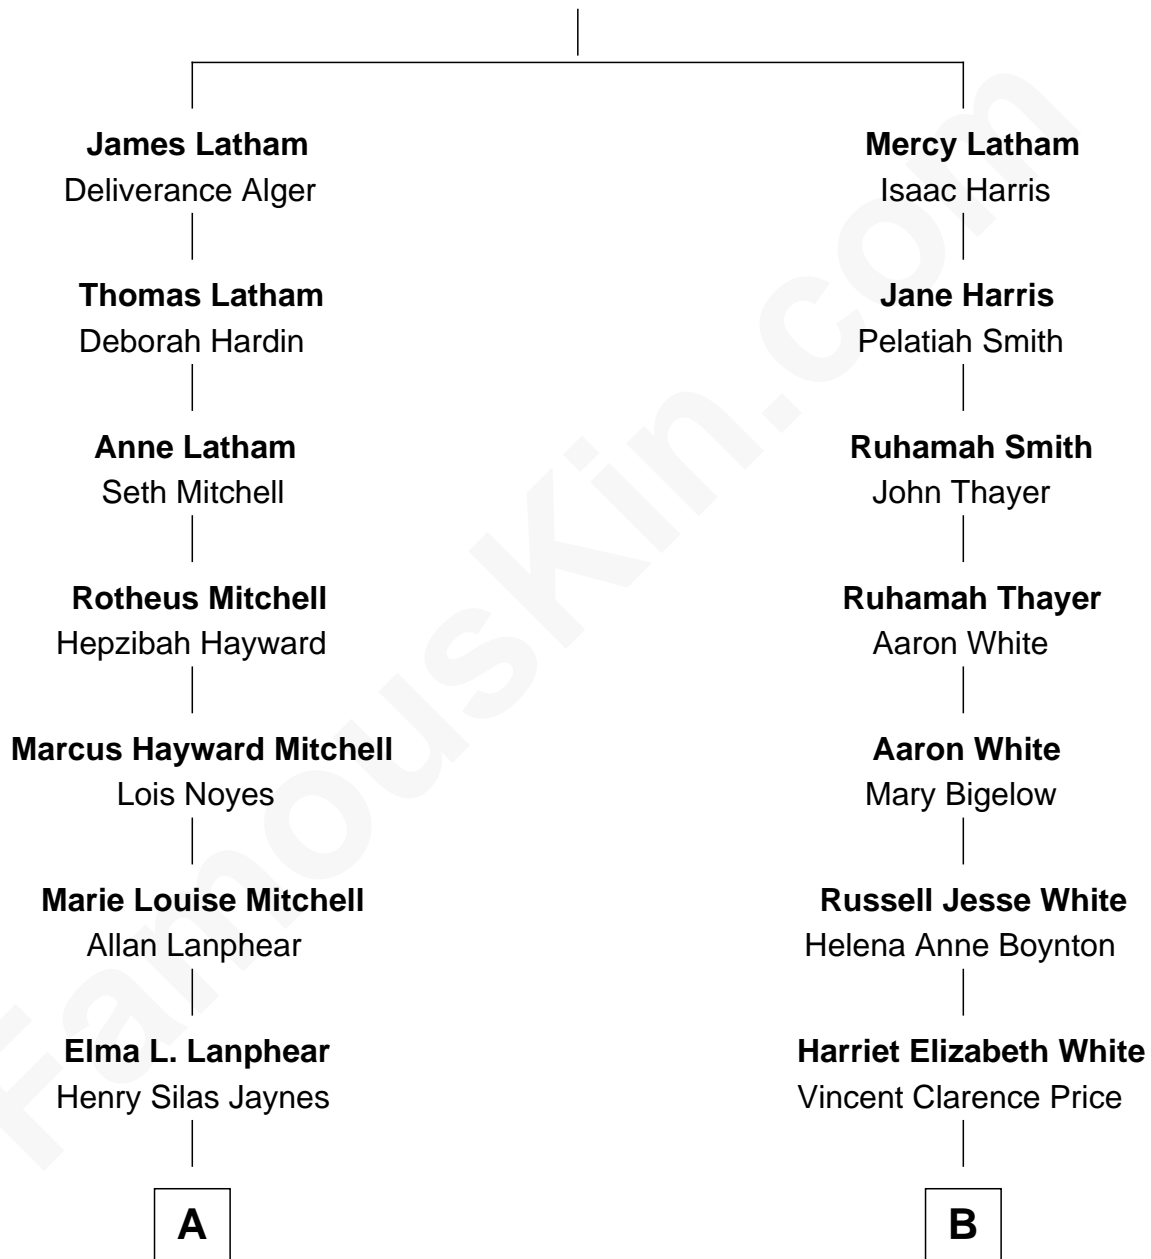 James Latham
Deliverance Alger
Mercy Latham
Isaac Harris
Thomas Latham
Deborah Hardin
Jane Harris
Pelatiah Smith
Anne Latham
Seth Mitchell
Ruhamah Smith
John Thayer
Rotheus Mitchell
Hepzibah Hayward
Ruhamah Thayer
Aaron White
Marcus Hayward Mitchell
Lois Noyes
Aaron White
Mary Bigelow
Marie Louise Mitchell
Allan Lanphear
Russell Jesse White
Helena Anne Boynton
Elma L. Lanphear
Henry Silas Jaynes
Harriet Elizabeth White
Vincent Clarence Price
A
B
FamousKin.com